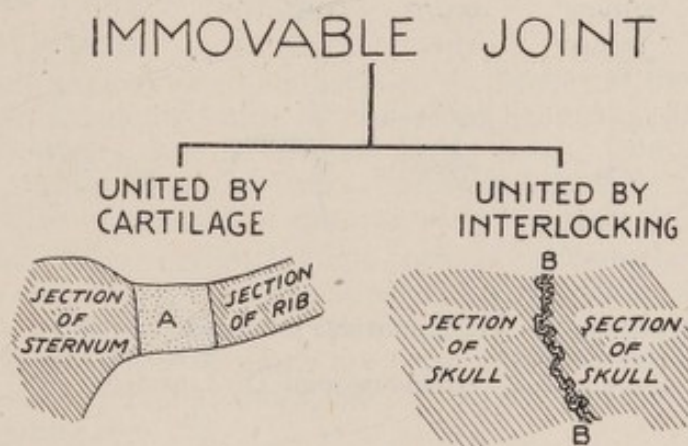 IMMOVABLE JOINT
UNITED BY
CARTILAGE
SECTION
OF
STERNUM
A
SECTION
OF RIB
UNITED BY
INTERLOCKING
B
SECTION
OF
SKULL
SECTION
OF
SKULL
B